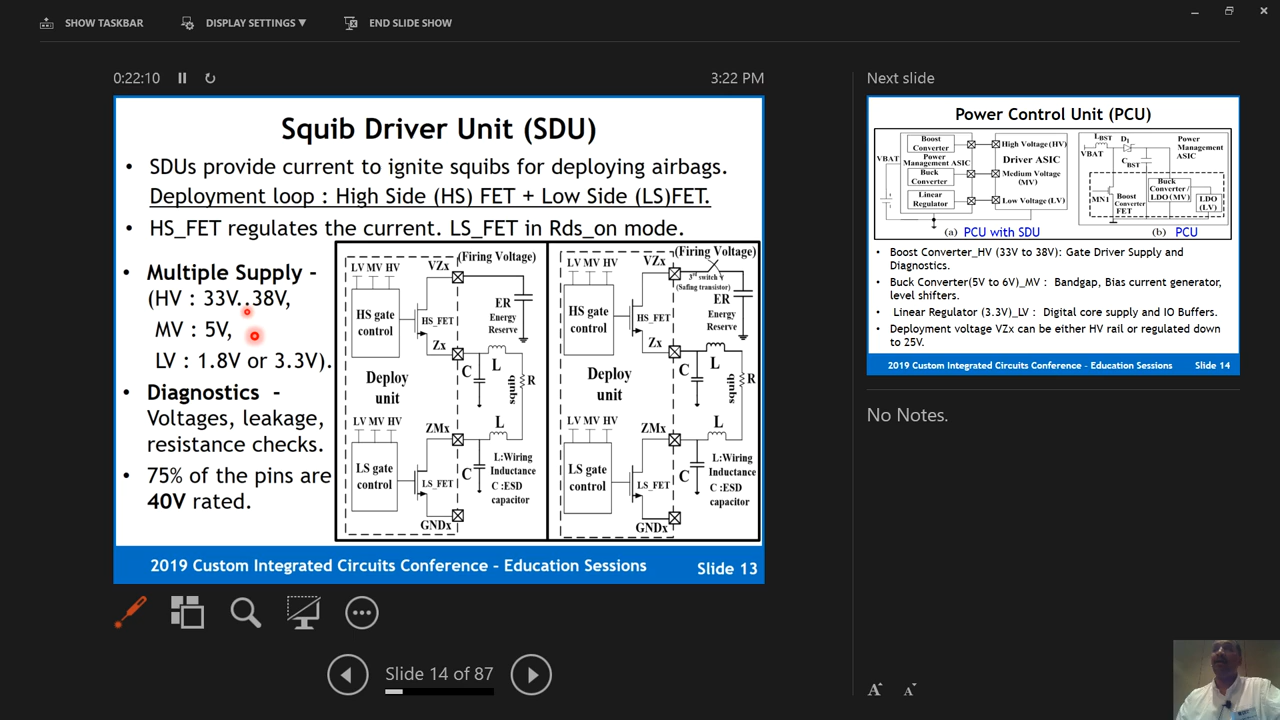 SHOW TASKBAR
DISPLAY SETTINGS ▼
END SLIDE SHOW
0:22:10
3:22 PM
Squib Driver Unit (SDU)
• SDUs provide current to ignite squibs for deploying airbags.
Deployment loop : High Side (HS) FET + Low Side (LS)FET.
• HS_FET regulates the current. LS_FET in Rds_on mode.
• Multiple Supply -
(HV : 33V..38V,
MV : 5V,
LV : 1.8V or 3.3V).
• Diagnostics -
Voltages, leakage,
resistance checks.
• 75% of the pins are
40V rated.
(Firing Voltage)
LV MV HV
VZx
HS gate
control
HS_FET
ER
Energy
Reserve
Zx
C
L
squib
R
Deploy
unit
LV MV HV
ZMx
L
LS gate
control
C
LS_FET
L:Wiring
Inductance
C :ESD
capacitor
GNDx
(Firing Voltage)
LV MV HV
VZx
3rd switch
(Safing transistor)
HS gate
control
HS_FET
ER
Energy
Reserve
Zx
C
L
squib
R
Deploy
unit
LV MV HV
ZMx
L
LS gate
control
C
LS_FET
L:Wiring
Inductance
C :ESD
capacitor
GNDx
2019 Custom Integrated Circuits Conference - Education Sessions
Slide 13
Slide 14 of 87
Next slide
Power Control Unit (PCU)
VBAT
Boost
Converter
Power
Management ASIC
Buck
Converter
Linear
Regulator
High Voltage (HV)
Driver ASIC
Medium Voltage
(MV)
Low Voltage (LV)
(a) PCU with SDU
LBST
D1
VBAT
CBST
Power
Management
ASIC
MN1
Boost
Converter
FET
Buck
Converter /
LDO (MV)
LDO
(LV)
(b) PCU
• Boost Converter_HV (33V to 38V): Gate Driver Supply and
Diagnostics.
• Buck Converter(5V to 6V)_MV : Bandgap, Bias current generator,
level shifters.
• Linear Regulator (3.3V)_LV : Digital core supply and IO Buffers.
• Deployment voltage VZx can be either HV rail or regulated down
to 25V.
2019 Custom Integrated Circuits Conference - Education Sessions
Slide 14
No Notes.
A A